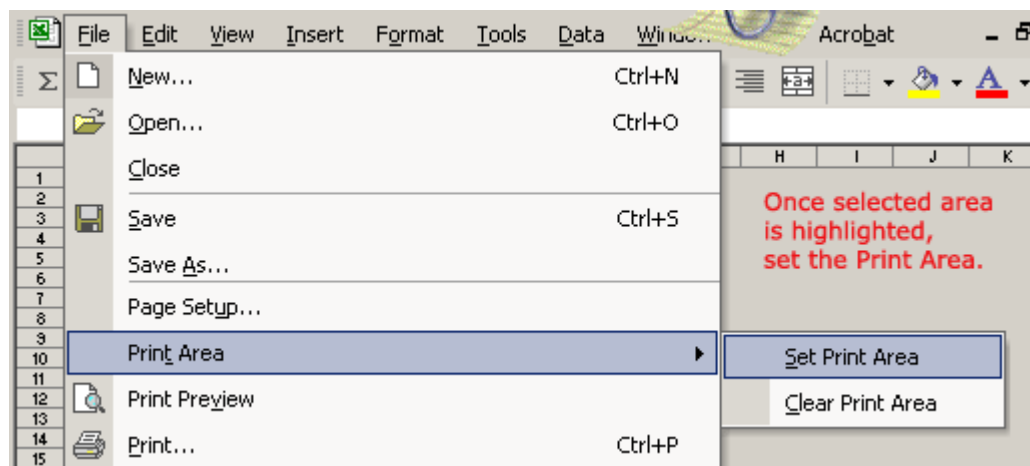 File Edit View Insert Format Tools Data Acrobat
Σ A
New... Ctrl+N
Open... Ctrl+O
Close
Save Ctrl+S
Save As...
Page Setup...
Print Area
Print Preview
Print... Ctrl+P
Set Print Area
Clear Print Area
H I J K
Once selected area
is highlighted,
set the Print Area.
1
2
3
4
5
6
7
8
9
10
11
12
13
14
15